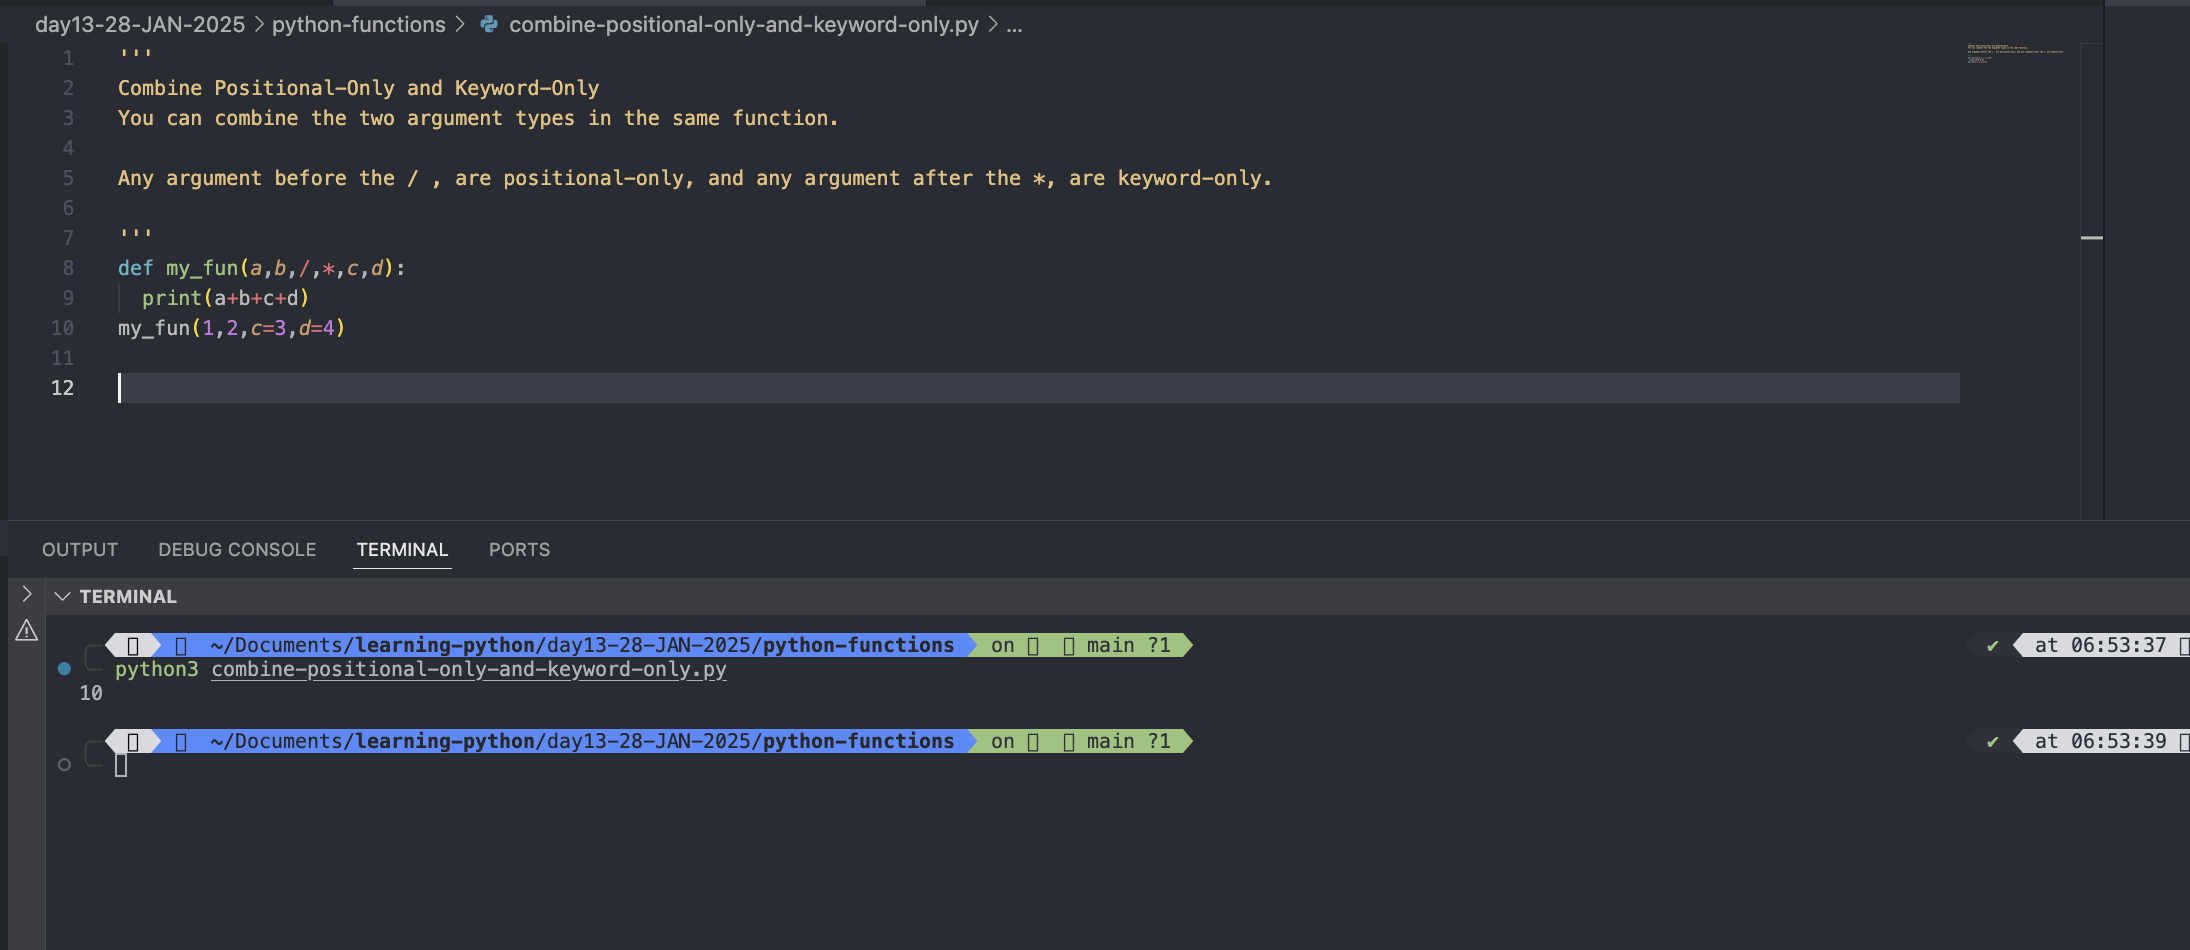 day13-28-JAN-2025 > python-functions > combine-positional-only-and-keyword-only.py > ...
1 '''
2 Combine Positional-Only and Keyword-Only
3 You can combine the two argument types in the same function.
4
5 Any argument before the / , are positional-only, and any argument after the *, are keyword-only.
6
7 '''
8 def my_fun(a,b,/,*,c,d):
9 print(a+b+c+d)
10 my_fun(1,2,c=3,d=4)
11
12
OUTPUT DEBUG CONSOLE TERMINAL PORTS
TERMINAL
~/Documents/learning-python/day13-28-JAN-2025/python-functions on main ?1 ✔ at 06:53:37
python3 combine-positional-only-and-keyword-only.py
10
~/Documents/learning-python/day13-28-JAN-2025/python-functions on main ?1 ✔ at 06:53:39